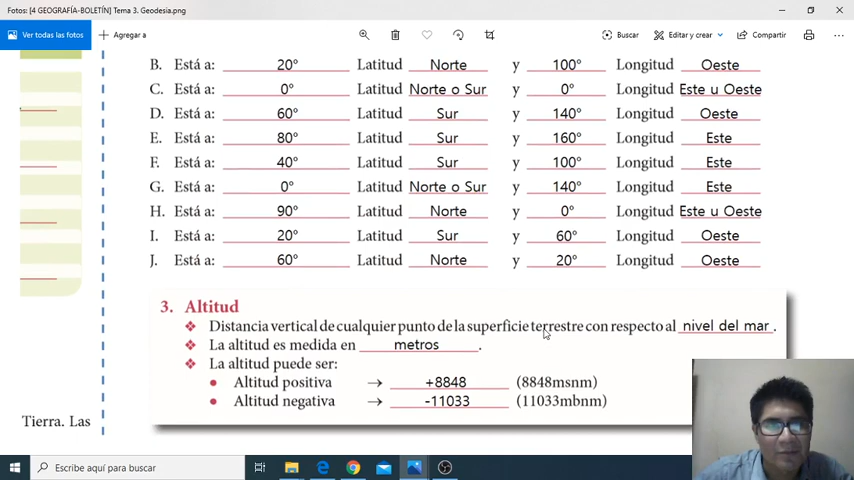 Fotos: [4 GEOGRAFÍA-BOLETÍN] Tema 3. Geodesia.png
Ver todas las fotos
Agregar a
Buscar
Editar y crear
Compartir
B. Está a: 20° Latitud Norte y 100° Longitud Oeste
C. Está a: 0° Latitud Norte o Sur y 0° Longitud Este u Oeste
D. Está a: 60° Latitud Sur y 140° Longitud Oeste
E. Está a: 80° Latitud Sur y 160° Longitud Este
F. Está a: 40° Latitud Sur y 100° Longitud Este
G. Está a: 0° Latitud Norte o Sur y 140° Longitud Este
H. Está a: 90° Latitud Norte y 0° Longitud Este u Oeste
I. Está a: 20° Latitud Sur y 60° Longitud Oeste
J. Está a: 60° Latitud Norte y 20° Longitud Oeste
3. Altitud
❖ Distancia vertical de cualquier punto de la superficie terrestre con respecto al nivel del mar.
❖ La altitud es medida en metros.
❖ La altitud puede ser:
• Altitud positiva → +8848 (8848msnm)
• Altitud negativa → -11033 (11033mbnm)
Tierra. Las
Escribe aquí para buscar